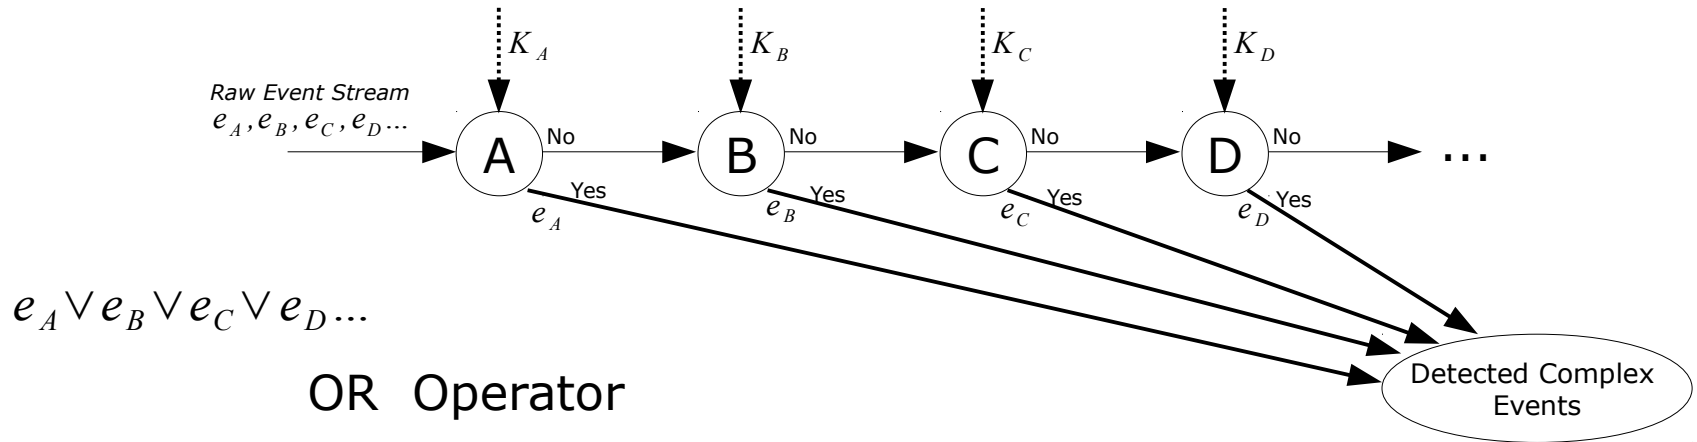 K_A K_B K_C K_D
Raw Event Stream
e_A, e_B, e_C, e_D...
A No B No C No D No ...
Yes Yes Yes Yes
e_A e_B e_C e_D
e_A ∨ e_B ∨ e_C ∨ e_D ...
OR Operator
Detected Complex
Events